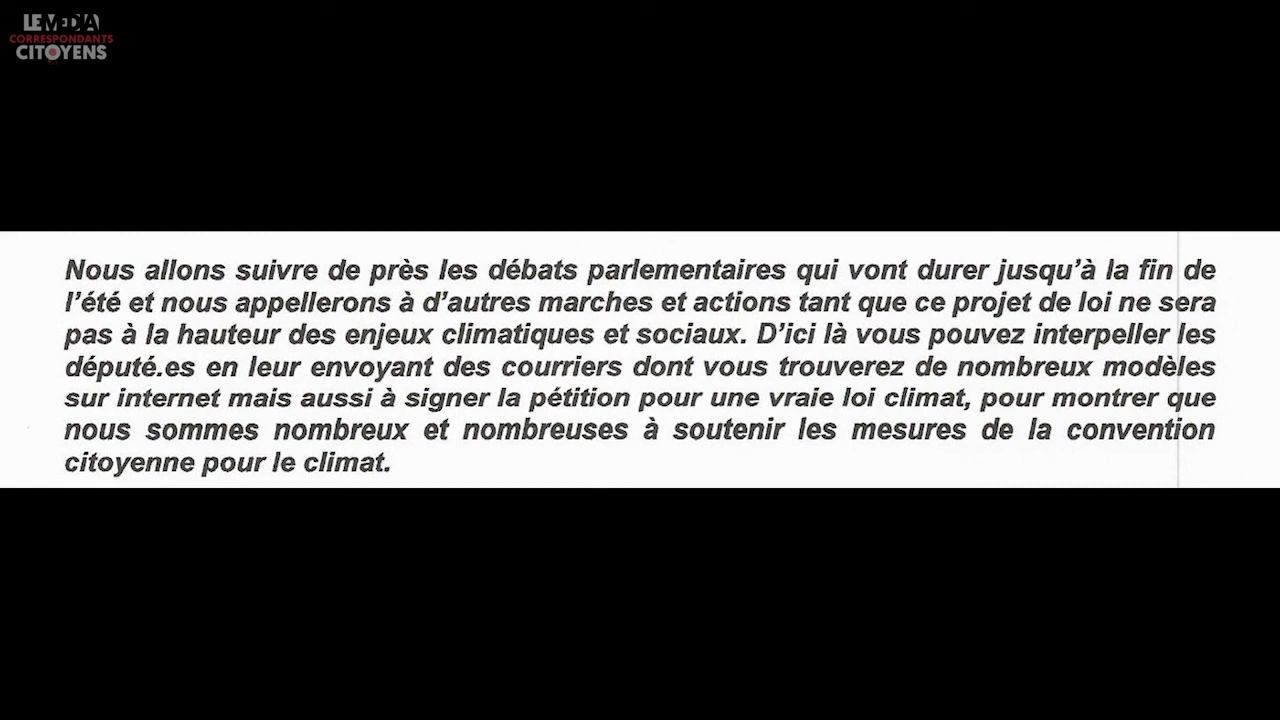 LE MEDIA
CORRESPONDANTS
CITOYENS
Nous allons suivre de près les débats parlementaires qui vont durer jusqu'à la fin de
l'été et nous appellerons à d'autres marches et actions tant que ce projet de loi ne sera
pas à la hauteur des enjeux climatiques et sociaux. D'ici là vous pouvez interpeller les
député.es en leur envoyant des courriers dont vous trouverez de nombreux modèles
sur internet mais aussi à signer la pétition pour une vraie loi climat, pour montrer que
nous sommes nombreux et nombreuses à soutenir les mesures de la convention
citoyenne pour le climat.